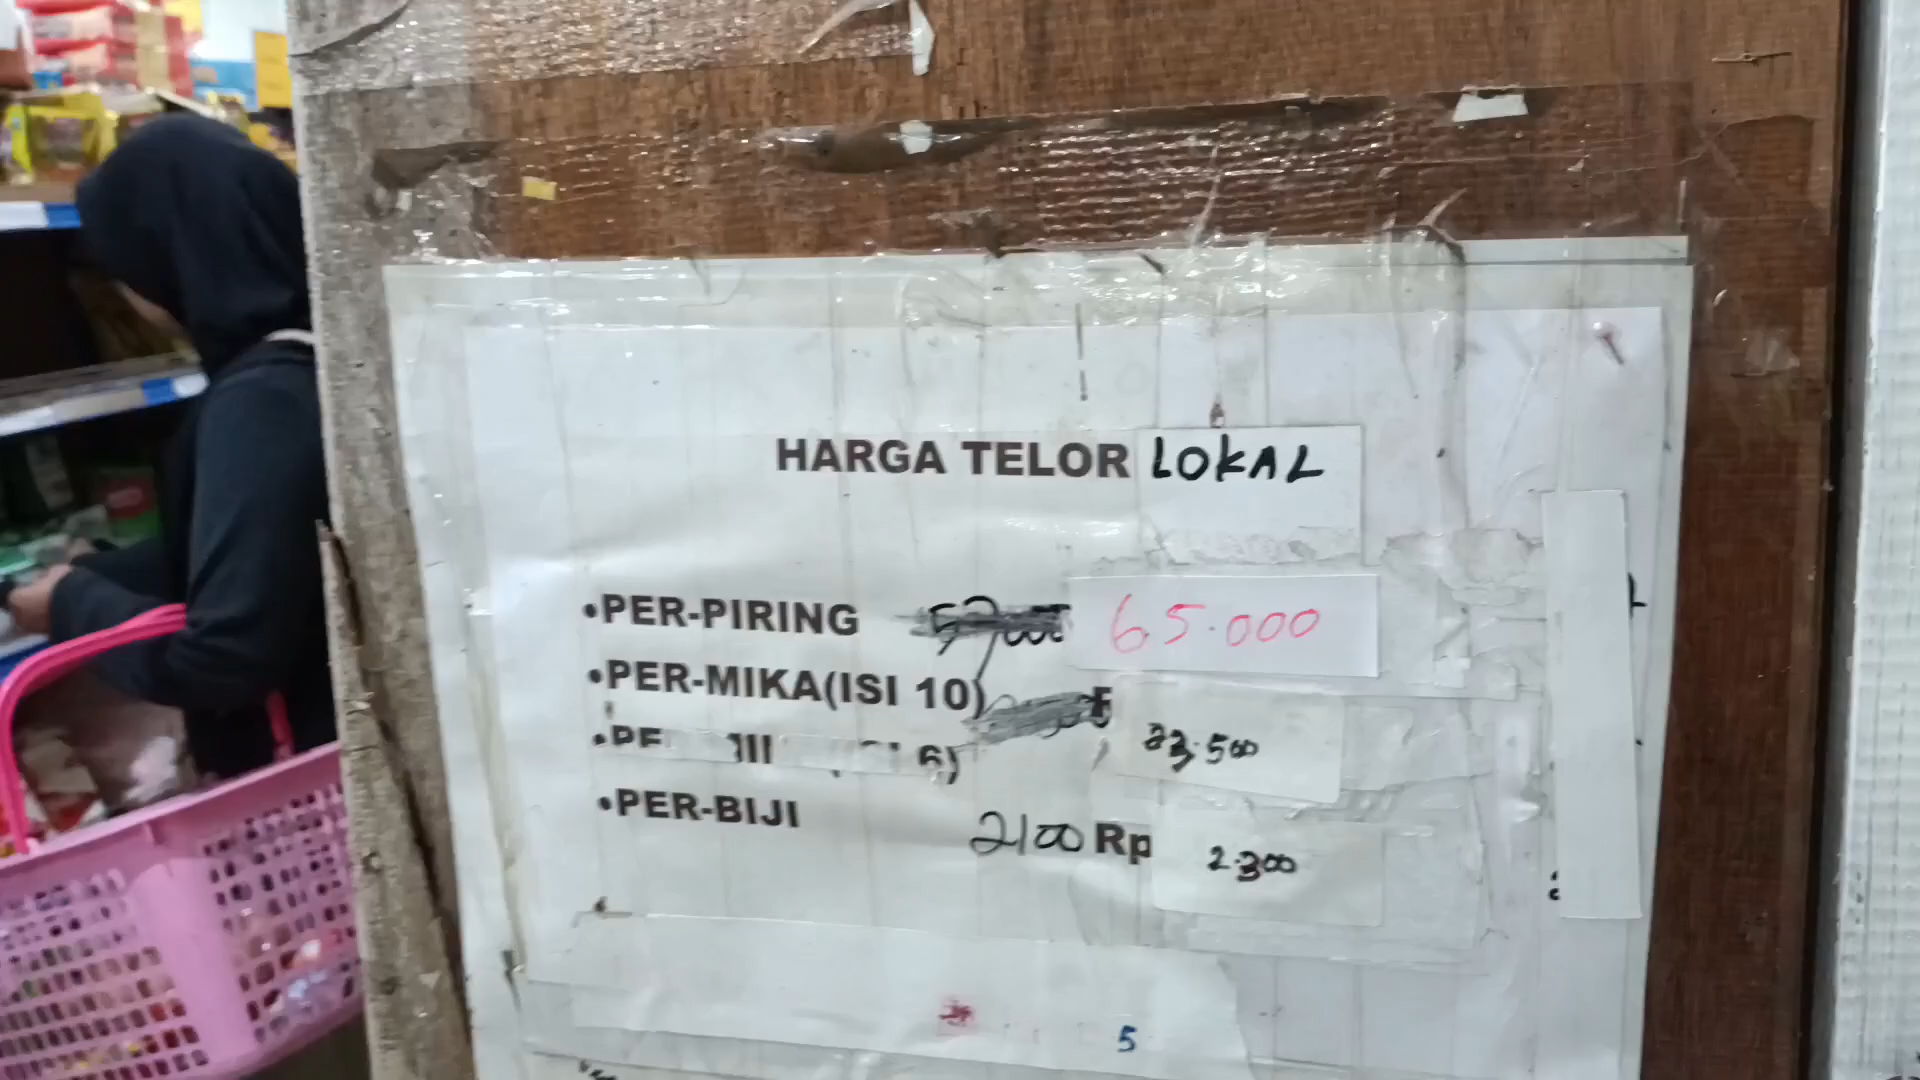 HARGA TELOR LOKAL
•PER-PIRING 65.000
•PER-MIKA(ISI 10)
23.500
6)
•PER-BIJI 2100 Rp 2.300
5